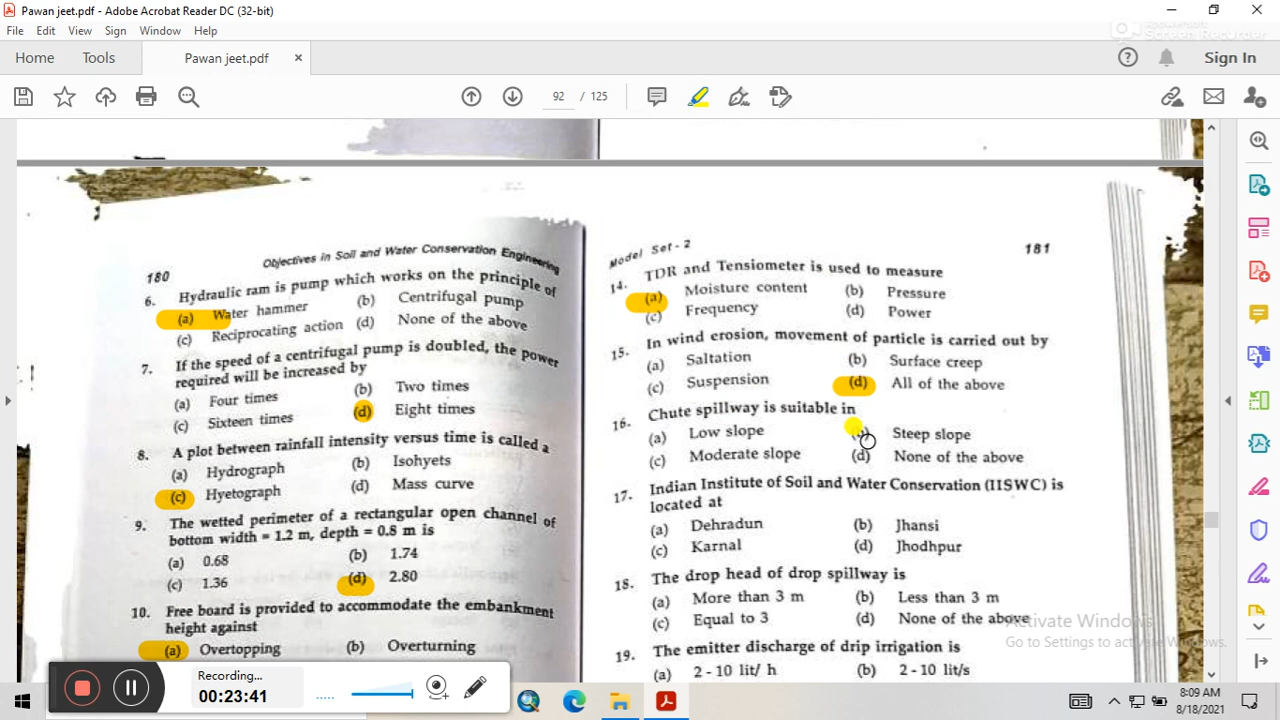 Pawan jeet.pdf - Adobe Acrobat Reader DC (32-bit)
File Edit View Sign Window Help
Screen Recorder
Home Tools Pawan jeet.pdf × Sign In
92 / 125
180 Objectives in Soil and Water Conservation Engineering
6. Hydraulic ram is pump which works on the principle of
(a) Water hammer (b) Centrifugal pump
(c) Reciprocating action (d) None of the above
7. If the speed of a centrifugal pump is doubled, the power
required will be increased by
(a) Four times (b) Two times
(c) Sixteen times (d) Eight times
8. A plot between rainfall intensity versus time is called a
(a) Hydrograph (b) Isohyets
(c) Hyetograph (d) Mass curve
9. The wetted perimeter of a rectangular open channel of
bottom width = 1.2 m, depth = 0.8 m is
(a) 0.68 (b) 1.74
(c) 1.36 (d) 2.80
10. Free board is provided to accommodate the embankment
height against
(a) Overtopping (b) Overturning
Model Set - 2 181
14. TDR and Tensiometer is used to measure
(a) Moisture content (b) Pressure
(c) Frequency (d) Power
15. In wind erosion, movement of particle is carried out by
(a) Saltation (b) Surface creep
(c) Suspension (d) All of the above
16. Chute spillway is suitable in
(a) Low slope Steep slope
(c) Moderate slope (d) None of the above
17. Indian Institute of Soil and Water Conservation (IISWC) is
located at
(a) Dehradun (b) Jhansi
(c) Karnal (d) Jhodhpur
18. The drop head of drop spillway is
(a) More than 3 m (b) Less than 3 m
(c) Equal to 3 (d) None of the above
19. The emitter discharge of drip irrigation is
(a) 2 - 10 lit/ h (b) 2 - 10 lit/s
Activate Windows
Go to Settings to activate Windows.
Recording...
00:23:41
8:09 AM
8/18/2021